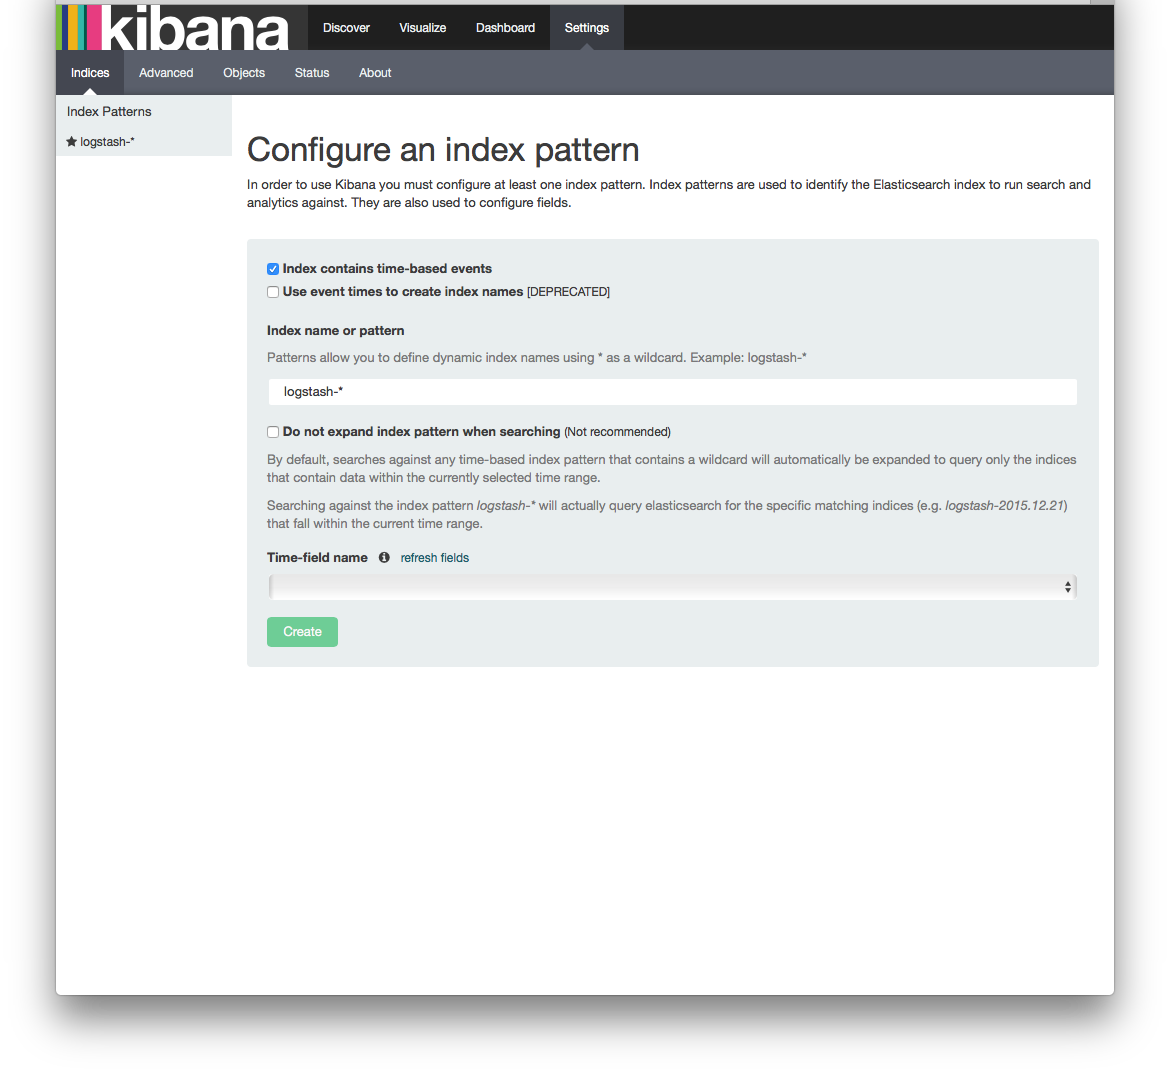 kibana
Discover
Visualize
Dashboard
Settings
Indices
Advanced
Objects
Status
About
Index Patterns
logstash-*
Configure an index pattern
In order to use Kibana you must configure at least one index pattern. Index patterns are used to identify the Elasticsearch index to run search and
analytics against. They are also used to configure fields.
Index contains time-based events
Use event times to create index names [DEPRECATED]
Index name or pattern
Patterns allow you to define dynamic index names using * as a wildcard. Example: logstash-*
logstash-*
Do not expand index pattern when searching (Not recommended)
By default, searches against any time-based index pattern that contains a wildcard will automatically be expanded to query only the indices
that contain data within the currently selected time range.
Searching against the index pattern logstash-* will actually query elasticsearch for the specific matching indices (e.g. logstash-2015.12.21)
that fall within the current time range.
Time-field name refresh fields
Create